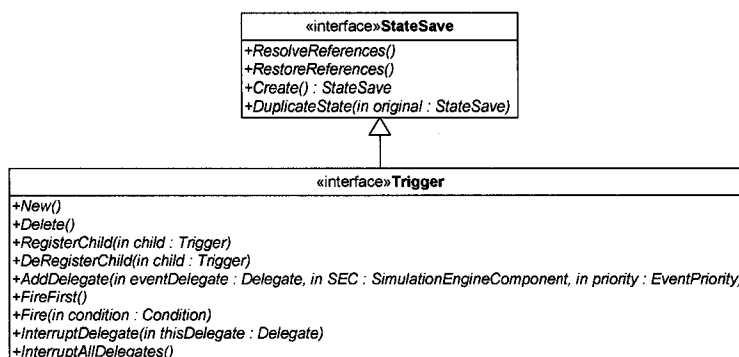 «interface»StateSave
+ResolveReferences()
+RestoreReferences()
+Create() : StateSave
+DuplicateState(in original : StateSave)
«interface»Trigger
+New()
+Delete()
+RegisterChild(in child : Trigger)
+DeRegisterChild(in child : Trigger)
+AddDelegate(in eventDelegate : Delegate, in SEC : SimulationEngineComponent, in priority : EventPriority)
+FireFirst()
+Fire(in condition : Condition)
+InterruptDelegate(in thisDelegate : Delegate)
+InterruptAllDelegates()